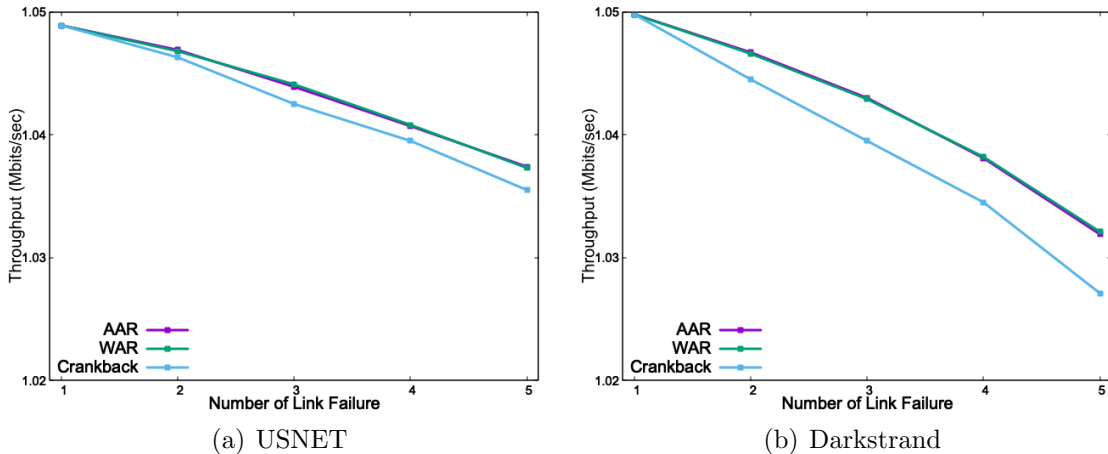 1.05
1.04
1.03
1.02
Throughput (Mbits/sec)
AAR
WAR
Crankback
1 2 3 4 5
Number of Link Failure
(a) USNET
1.05
1.04
1.03
1.02
Throughput (Mbits/sec)
AAR
WAR
Crankback
1 2 3 4 5
Number of Link Failure
(b) Darkstrand